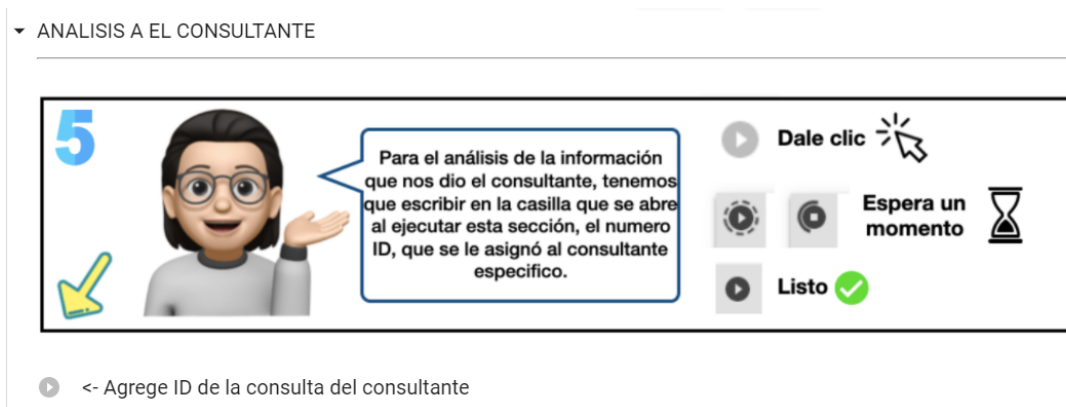 ANALISIS A EL CONSULTANTE
5
Para el análisis de la información
que nos dio el consultante, tenemos
que escribir en la casilla que se abre
al ejecutar esta sección, el numero
ID, que se le asignó al consultante
especifico.
Dale clic
Espera un
momento
Listo
<- Agrege ID de la consulta del consultante